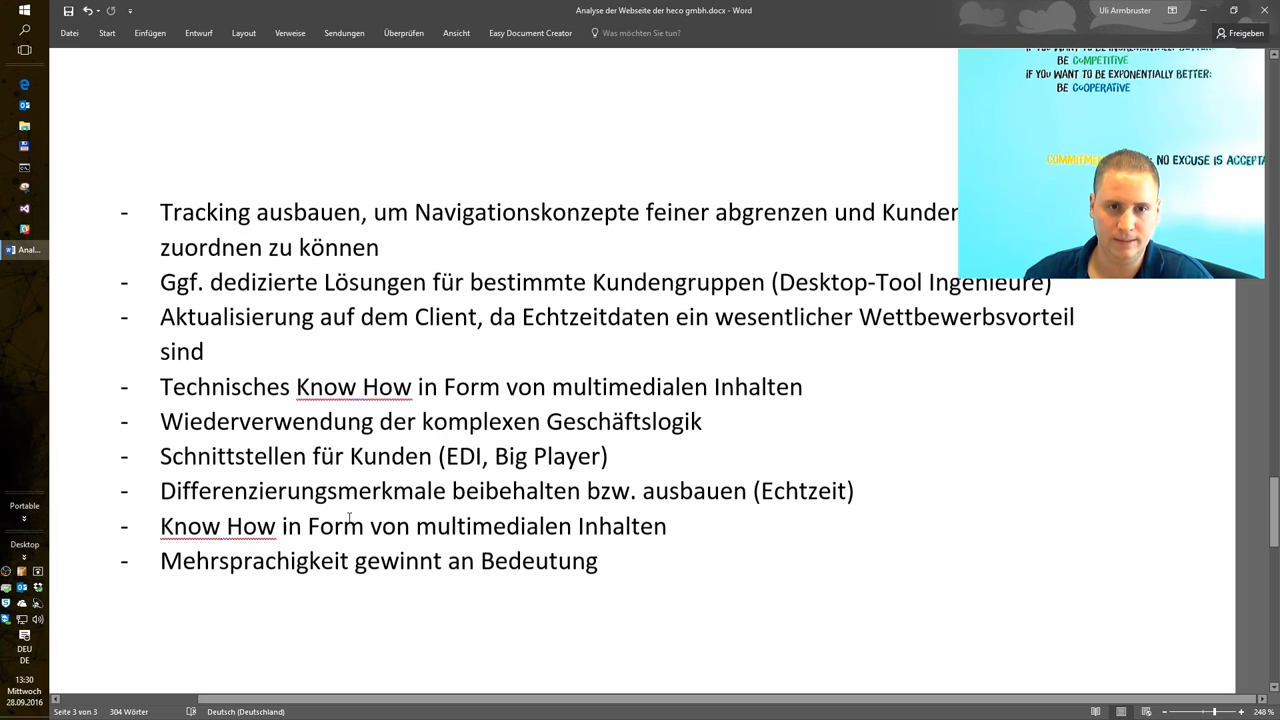 Analyse der Webseite der heco gmbh.docx - Word
Uli Armbruster
Datei Start Einfügen Entwurf Layout Verweise Sendungen Überprüfen Ansicht Easy Document Creator Was möchten Sie tun? Freigeben
BE COMPETITIVE
IF YOU WANT TO BE EXPONENTIALLY BETTER:
BE COOPERATIVE
NO EXCUSE IS ACCEPTA
- Tracking ausbauen, um Navigationskonzepte feiner abgrenzen und Kunden
zuordnen zu können
- Ggf. dedizierte Lösungen für bestimmte Kundengruppen (Desktop-Tool Ingenieure)
- Aktualisierung auf dem Client, da Echtzeitdaten ein wesentlicher Wettbewerbsvorteil
sind
- Technisches Know How in Form von multimedialen Inhalten
- Wiederverwendung der komplexen Geschäftslogik
- Schnittstellen für Kunden (EDI, Big Player)
- Differenzierungsmerkmale beibehalten bzw. ausbauen (Echtzeit)
- Know How in Form von multimedialen Inhalten
- Mehrsprachigkeit gewinnt an Bedeutung
Anal...
Portable
Desktop
DEU
DE
13:30
Mittwoch
28.09.2016
Seite 3 von 3 304 Wörter Deutsch (Deutschland) 248 %